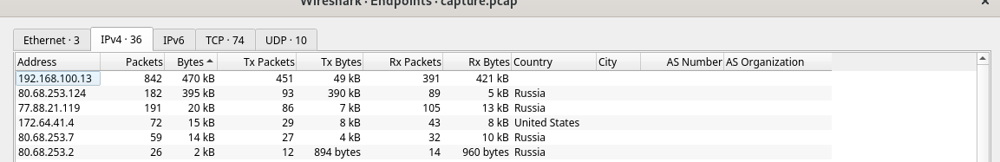 Wireshark · Endpoints · capture.pcap
Ethernet · 3 IPv4 · 36 IPv6 TCP · 74 UDP · 10
Address Packets Bytes Tx Packets Tx Bytes Rx Packets Rx Bytes Country City AS Number AS Organization
192.168.100.13 842 470 kB 451 49 kB 391 421 kB
80.68.253.124 182 395 kB 93 390 kB 89 5 kB Russia
77.88.21.119 191 20 kB 86 7 kB 105 13 kB Russia
172.64.41.4 72 15 kB 29 8 kB 43 8 kB United States
80.68.253.7 59 14 kB 27 4 kB 32 10 kB Russia
80.68.253.2 26 2 kB 12 894 bytes 14 960 bytes Russia